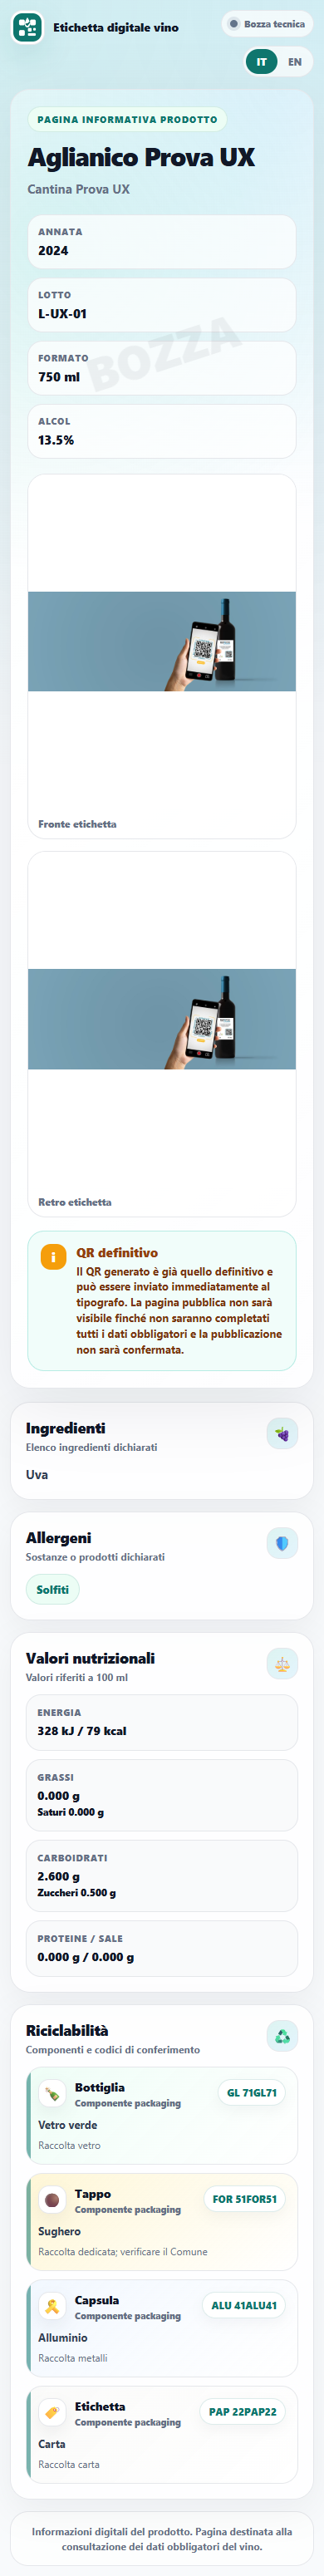 Etichetta digitale vino
Bozza tecnica
IT EN
PAGINA INFORMATIVA PRODOTTO
Aglianico Prova UX
Cantina Prova UX
ANNATA
2024
LOTTO
L-UX-01
BOZZA
FORMATO
750 ml
ALCOL
13.5%
Fronte etichetta
Retro etichetta
QR definitivo
Il QR generato è già quello definitivo e
può essere inviato immediatamente al
tipografo. La pagina pubblica non sarà
visibile finché non saranno completati
tutti i dati obbligatori e la pubblicazione
non sarà confermata.
Ingredienti
Elenco ingredienti dichiarati
Uva
Allergeni
Sostanze o prodotti dichiarati
Solfiti
Valori nutrizionali
Valori riferiti a 100 ml
ENERGIA
328 kJ / 79 kcal
GRASSI
0.000 g
Saturi 0.000 g
CARBOIDRATI
2.600 g
Zuccheri 0.500 g
PROTEINE / SALE
0.000 g / 0.000 g
Riciclabilità
Componenti e codici di conferimento
Bottiglia
Componente packaging
GL 71GL71
Vetro verde
Raccolta vetro
Tappo
Componente packaging
FOR 51FOR51
Sughero
Raccolta dedicata; verificare il Comune
Capsula
Componente packaging
ALU 41ALU41
Alluminio
Raccolta metalli
Etichetta
Componente packaging
PAP 22PAP22
Carta
Raccolta carta
Informazioni digitali del prodotto. Pagina destinata alla
consultazione dei dati obbligatori del vino.